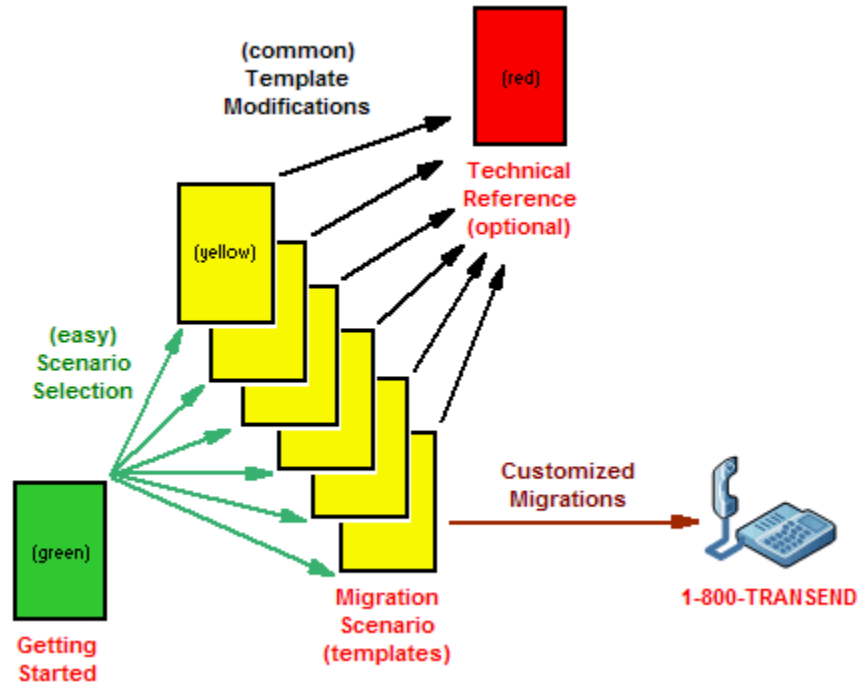 (common)
Template
Modifications
(red)
Technical
Reference
(optional)
(yellow)
(easy)
Scenario
Selection
Customized
Migrations
(green)
Migration
Scenario
(templates)
1-800-TRANSEND
Getting
Started